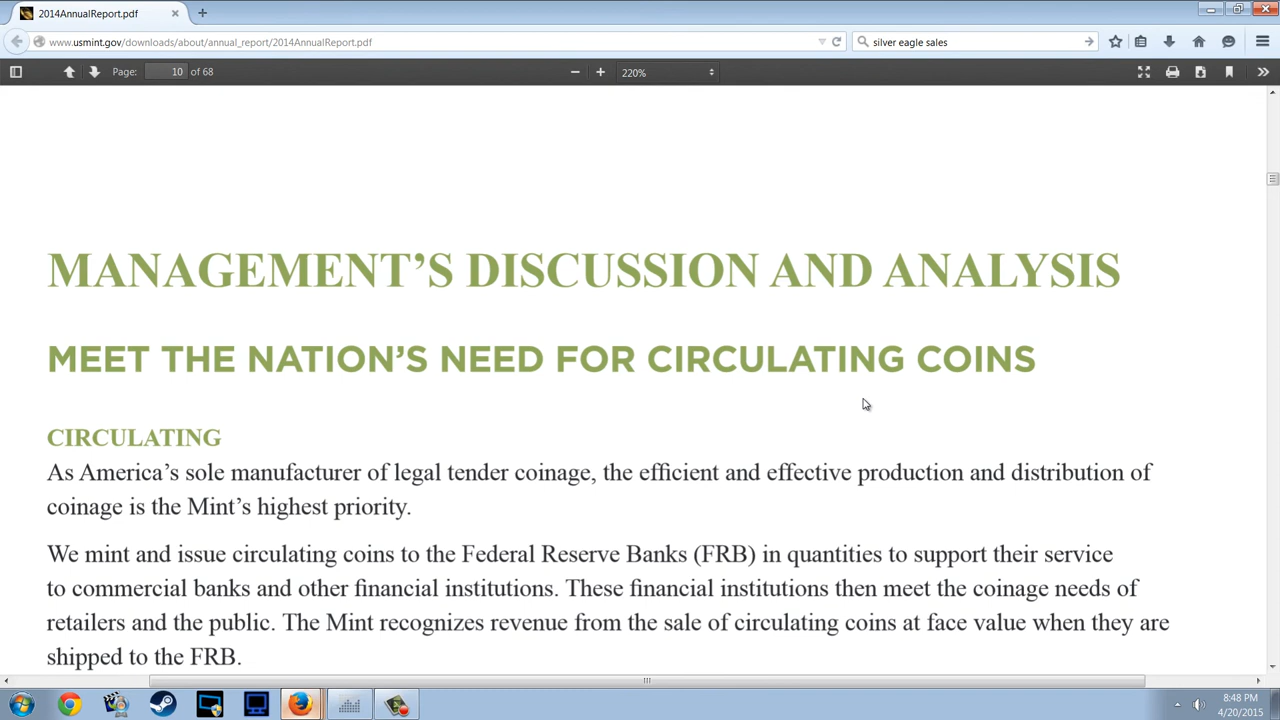 2014AnnualReport.pdf
www.usmint.gov/downloads/about/annual_report/2014AnnualReport.pdf
silver eagle sales
Page: 10 of 68
220%
MANAGEMENT’S DISCUSSION AND ANALYSIS
MEET THE NATION’S NEED FOR CIRCULATING COINS
CIRCULATING
As America’s sole manufacturer of legal tender coinage, the efficient and effective production and distribution of
coinage is the Mint’s highest priority.
We mint and issue circulating coins to the Federal Reserve Banks (FRB) in quantities to support their service
to commercial banks and other financial institutions. These financial institutions then meet the coinage needs of
retailers and the public. The Mint recognizes revenue from the sale of circulating coins at face value when they are
shipped to the FRB.
8:48 PM
4/20/2015